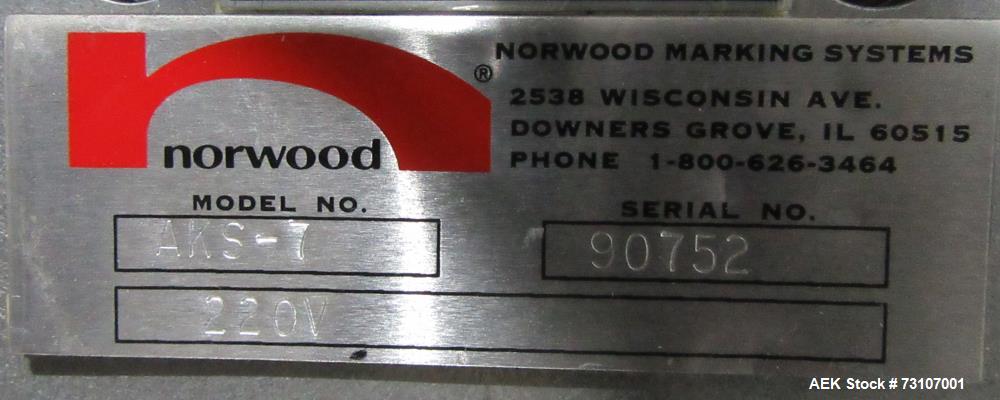 norwood
®
NORWOOD MARKING SYSTEMS
2538 WISCONSIN AVE.
DOWNERS GROVE, IL 60515
PHONE 1-800-626-3464
MODEL NO.
AKS-7
SERIAL NO.
90752
220V
AEK Stock # 73107001